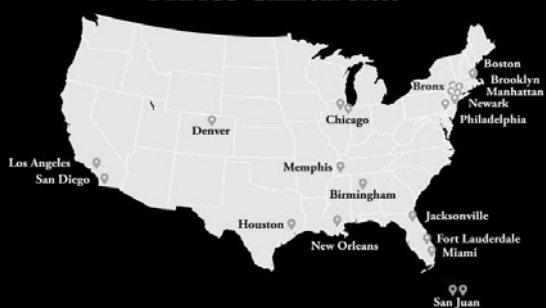 Boston
Brooklyn
Bronx
Manhattan
Newark
Philadelphia
Chicago
Denver
Los Angeles
San Diego
Memphis
Birmingham
Houston
New Orleans
Jacksonville
Fort Lauderdale
Miami
San Juan